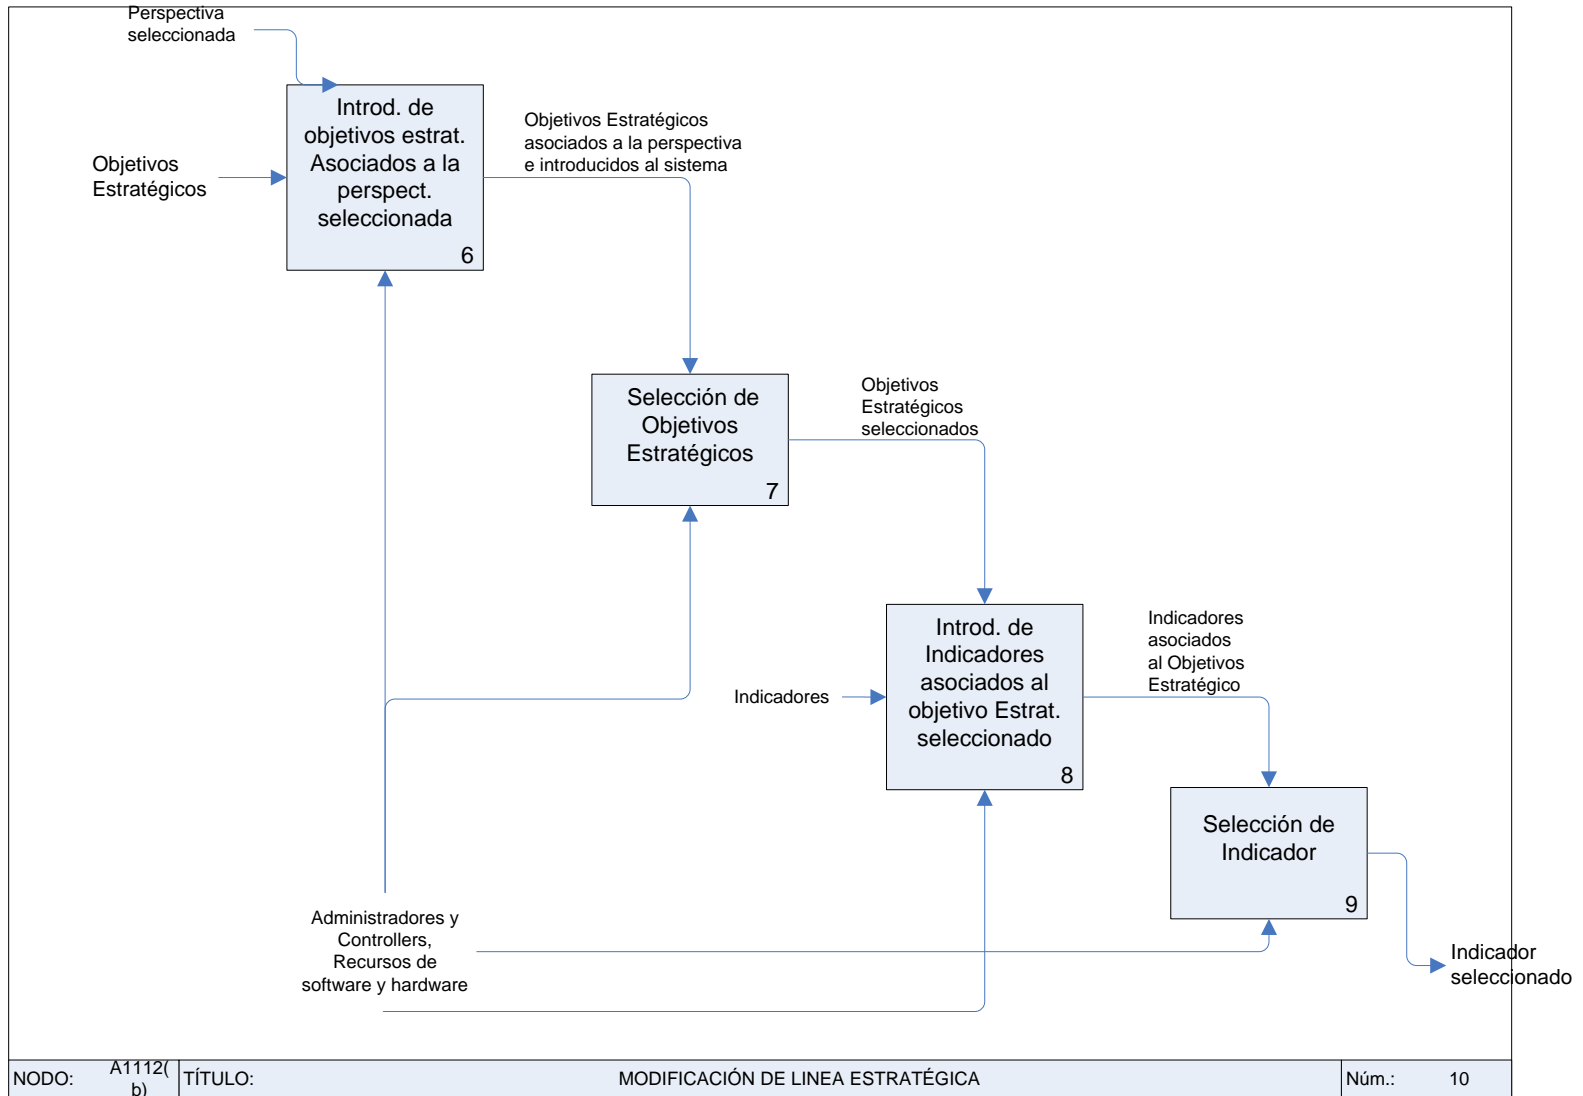 Perspectiva
seleccionada
Introd. de
objetivos estrat.
Asociados a la
perspect.
seleccionada
6
Objetivos
Estratégicos
Objetivos Estratégicos
asociados a la perspectiva
e introducidos al sistema
Selección de
Objetivos
Estratégicos
7
Objetivos
Estratégicos
seleccionados
Introd. de
Indicadores
asociados al
objetivo Estrat.
seleccionado
8
Indicadores
Indicadores
asociados
al Objetivos
Estratégico
Selección de
Indicador
9
Administradores y
Controllers,
Recursos de
software y hardware
Indicador
seleccionado
NODO:
A1112(
b)
TÍTULO:
MODIFICACIÓN DE LINEA ESTRATÉGICA
Núm.:
10